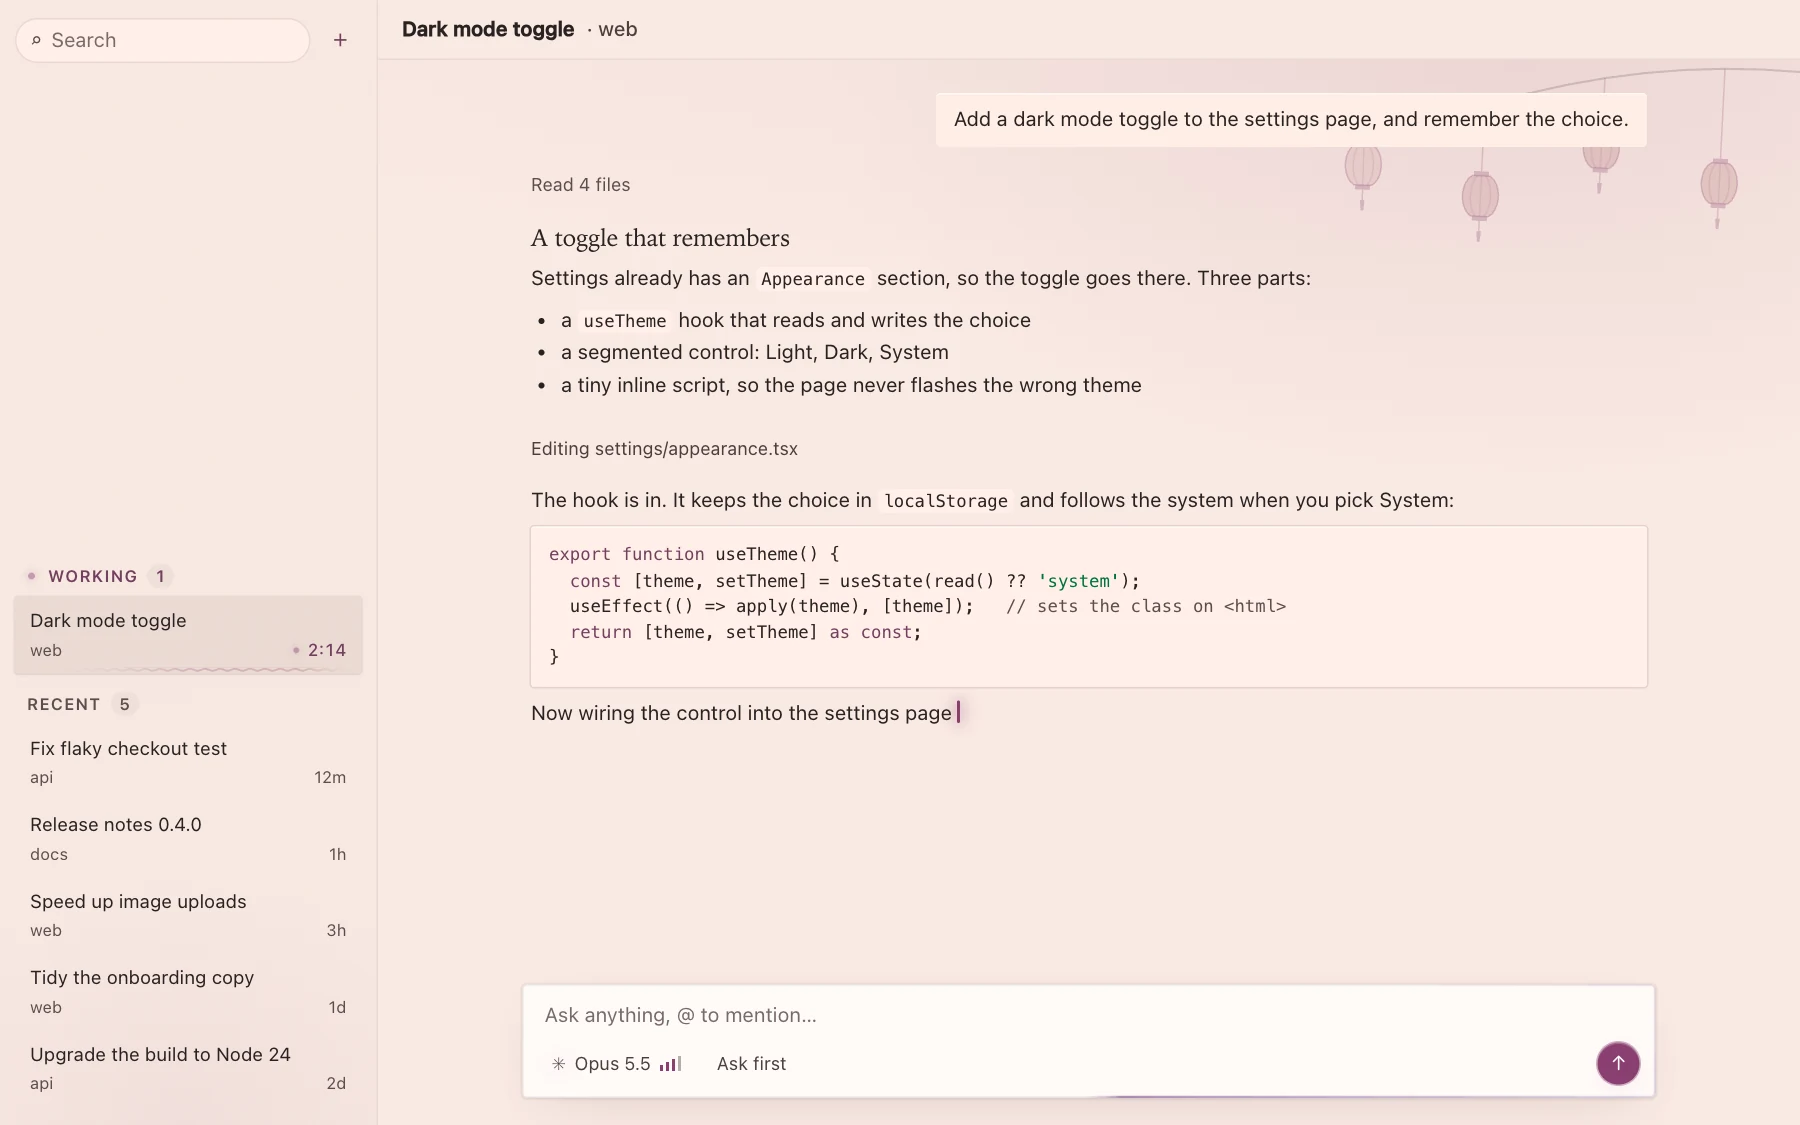 Search
+
WORKING 1
Dark mode toggle
web
2:14
RECENT 5
Fix flaky checkout test
api
12m
Release notes 0.4.0
docs
1h
Speed up image uploads
web
3h
Tidy the onboarding copy
web
1d
Upgrade the build to Node 24
api
2d
Dark mode toggle · web
Add a dark mode toggle to the settings page, and remember the choice.
Read 4 files
A toggle that remembers
Settings already has an Appearance section, so the toggle goes there. Three parts:
• a useTheme hook that reads and writes the choice
• a segmented control: Light, Dark, System
• a tiny inline script, so the page never flashes the wrong theme
Editing settings/appearance.tsx
The hook is in. It keeps the choice in localStorage and follows the system when you pick System:
export function useTheme() {
  const [theme, setTheme] = useState(read() ?? 'system');
  useEffect(() => apply(theme), [theme]);   // sets the class on <html>
  return [theme, setTheme] as const;
}
Now wiring the control into the settings page
Ask anything, @ to mention...
Opus 5.5
Ask first